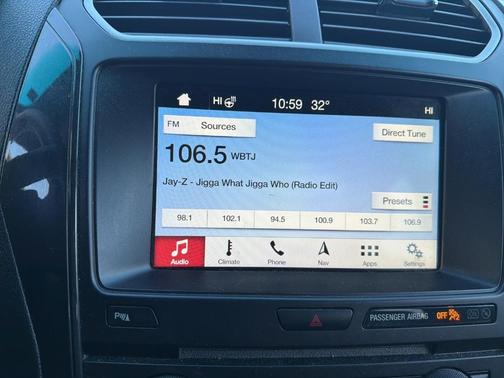 HI 10:59 32° HI
FM Sources Direct Tune
106.5 WBTJ
Jay-Z - Jigga What Jigga Who (Radio Edit)
Presets
98.1 102.1 94.5 100.9 103.7 106.9
Audio Climate Phone Nav Apps Settings
P PASSENGER AIRBAG OFF